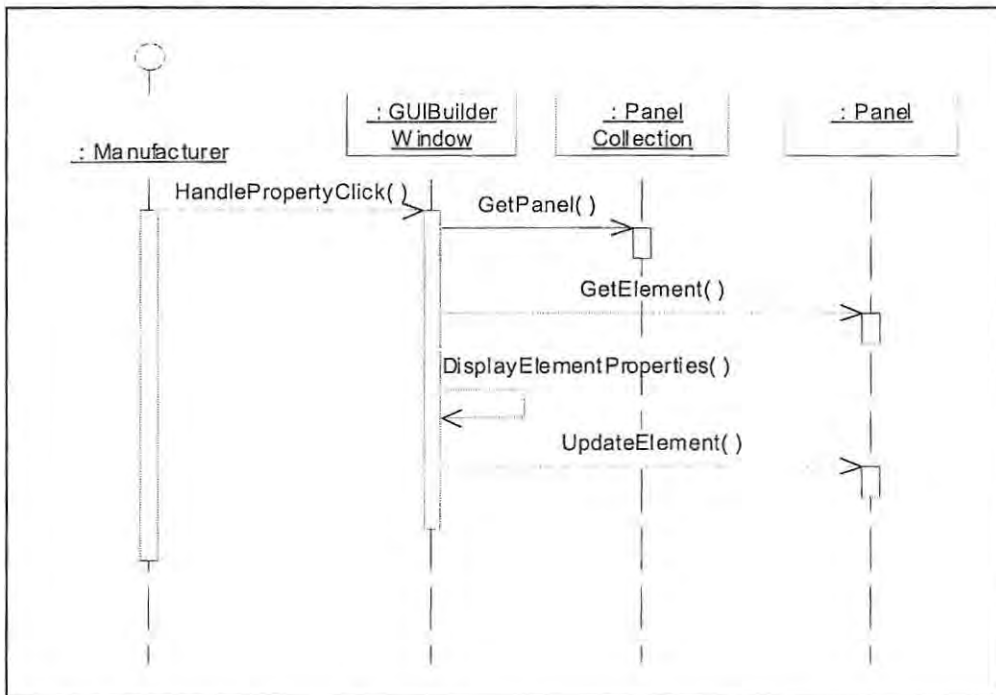 : Manufacturer
: GUIBuilder
Window
: Panel
Collection
: Panel
HandlePropertyClick( )
GetPanel( )
GetElement( )
DisplayElementProperties( )
UpdateElement( )